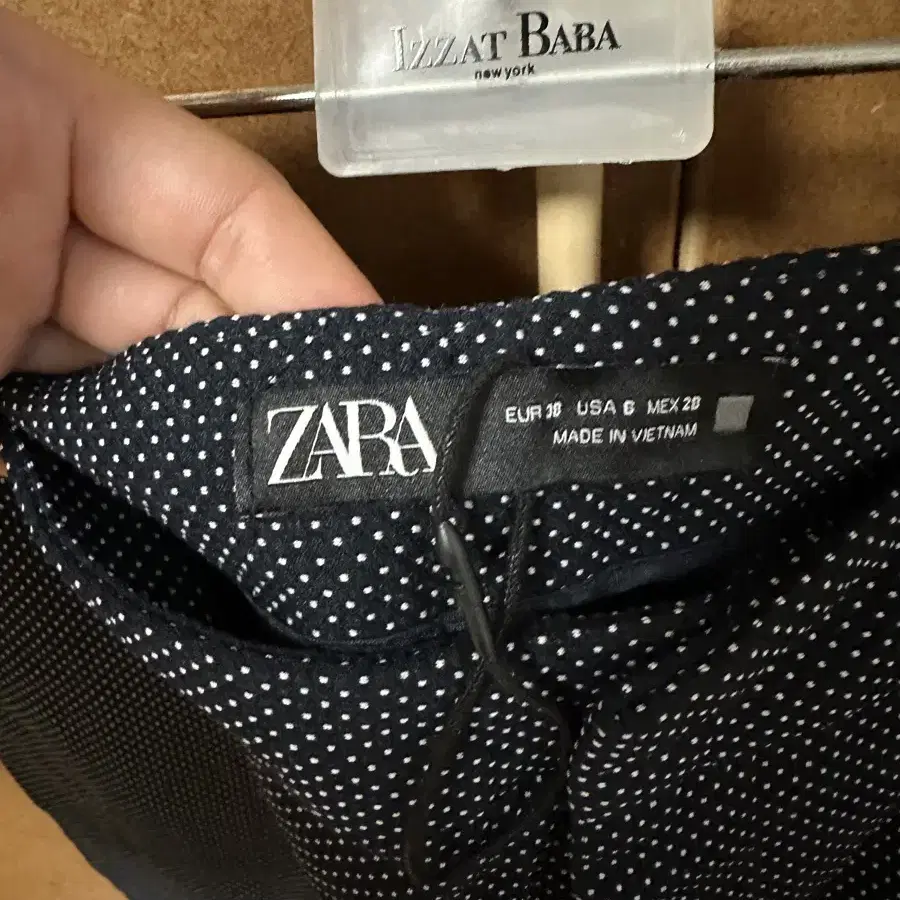 IZZAT BABA
new york
ZARA
EUR 38 USA 6 MEX 28
MADE IN VIETNAM